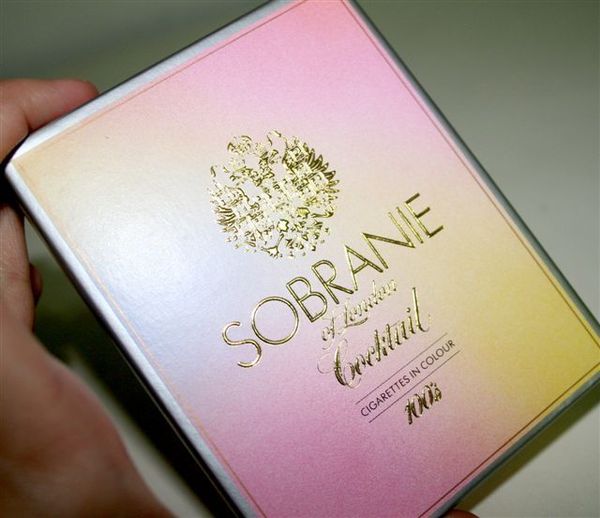 SOBRANIE
of London
Cocktail
CIGARETTES IN COLOUR
100's